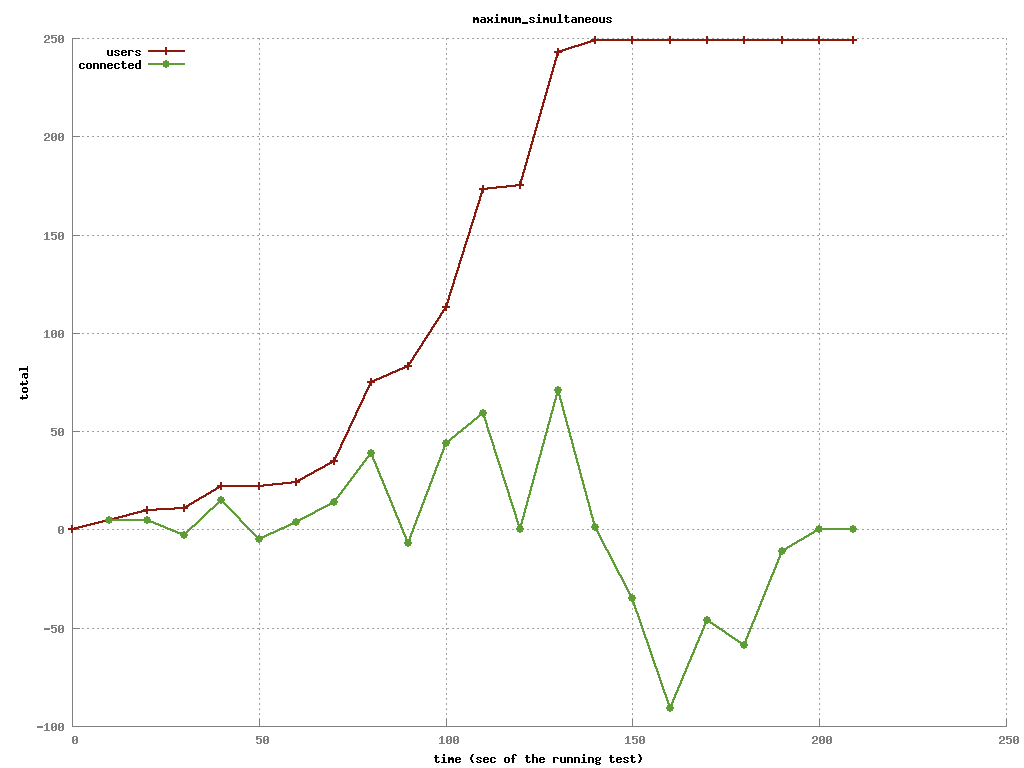 maximum_simultaneous
250
users
connected
200
150
100
total
50
0
-50
-100
0 50 100 150 200 250
time (sec of the running test)